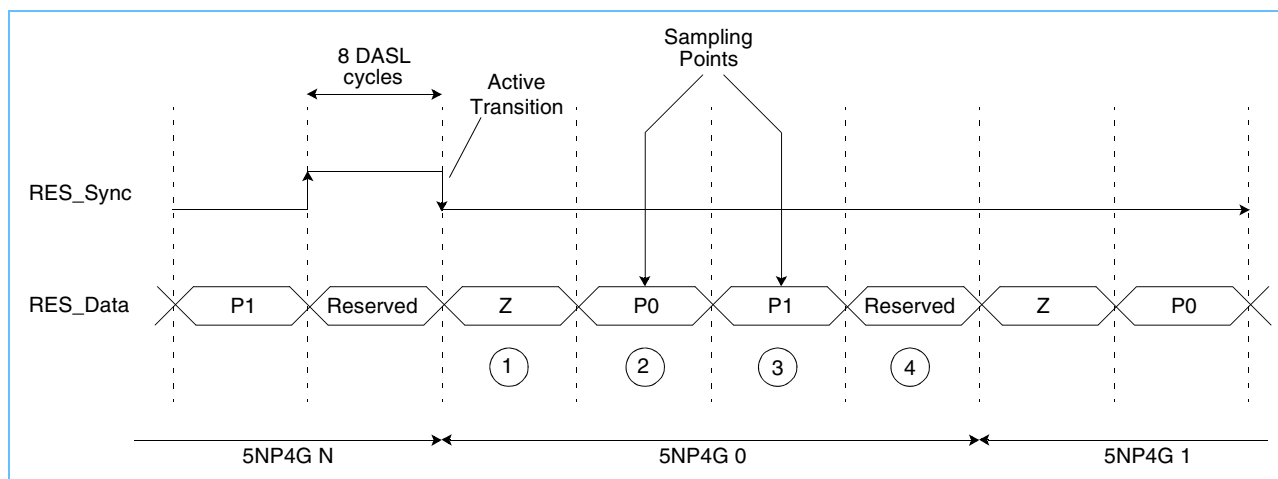 8 DASL
cycles
Active
Transition
Sampling
Points
RES_Sync
RES_Data
P1
Reserved
Z
P0
P1
Reserved
Z
P0
1
2
3
4
5NP4G N
5NP4G 0
5NP4G 1